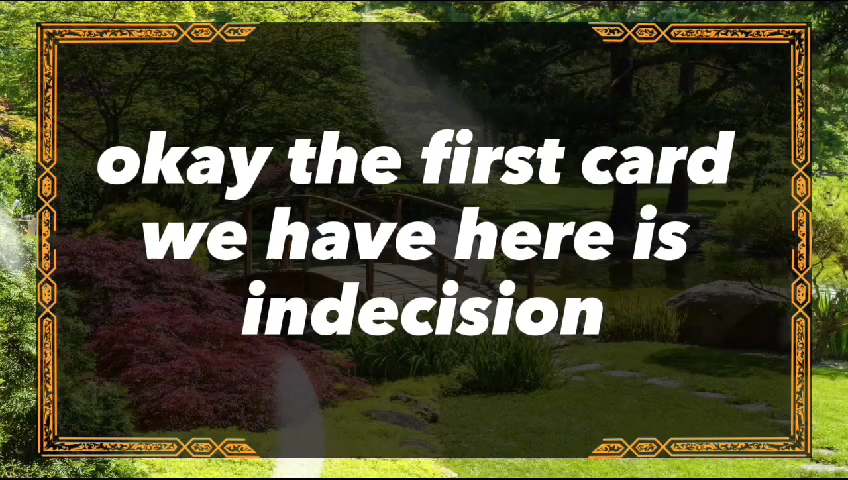 okay the first card
we have here is
indecision